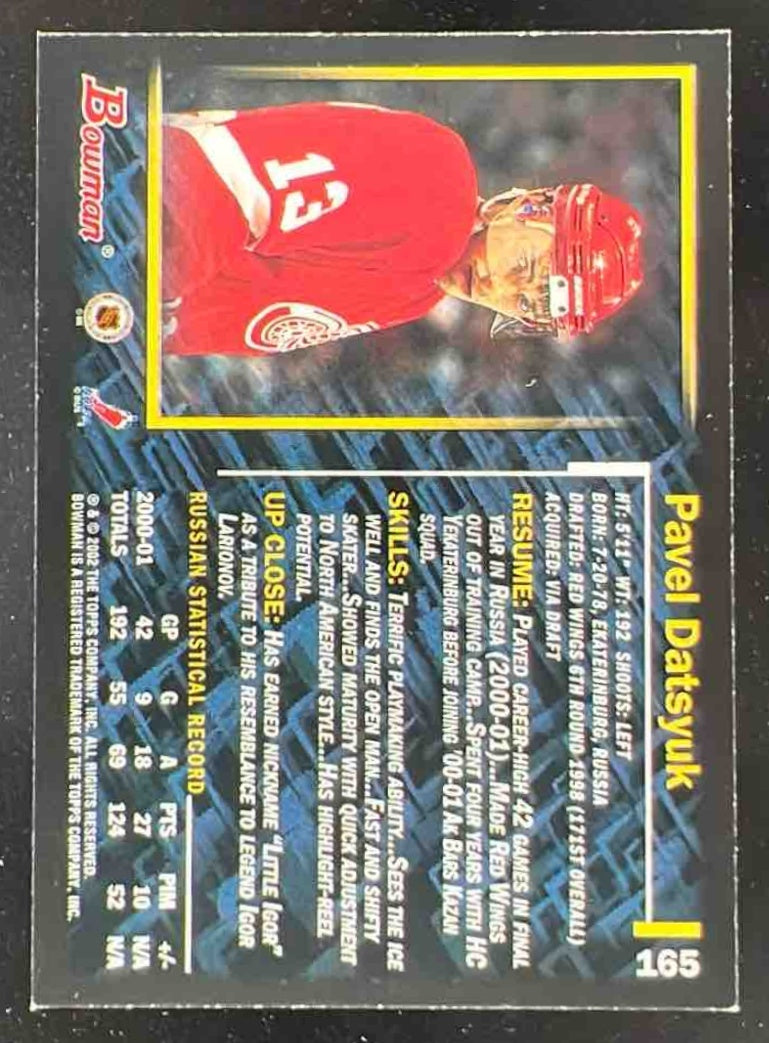 Pavel Datsyuk
165
HT: 5'11 WT: 192 SHOOTS: LEFT
BORN: 7-20-78, EKATERINBURG, RUSSIA
DRAFTED: RED WINGS 6TH ROUND 1998 (171ST OVERALL)
ACQUIRED: VIA DRAFT
RESUME: PLAYED CAREER-HIGH 42 GAMES IN FINAL
YEAR IN RUSSIA (2000-01)...MADE RED WINGS
OUT OF TRAINING CAMP...SPENT FOUR YEARS WITH HC
YEKATERINBURG BEFORE JOINING '00-01 AK BARS KAZAN
SQUAD.
SKILLS: TERRIFIC PLAYMAKING ABILITY...SEES THE ICE
WELL AND FINDS THE OPEN MAN...FAST AND SHIFTY
SKATER...SHOWED MATURITY WITH QUICK ADJUSTMENT
TO NORTH AMERICAN STYLE...HAS HIGHLIGHT-REEL
POTENTIAL.
UP CLOSE: HAS EARNED NICKNAME "LITTLE IGOR"
AS A TRIBUTE TO HIS RESEMBLANCE TO LEGEND IGOR
LARIONOV.
RUSSIAN STATISTICAL RECORD
GP G A PTS PIM +/-
2000-01 42 9 18 27 10 N/A
TOTALS 192 55 69 124 52 N/A
® & © 2002 THE TOPPS COMPANY, INC. ALL RIGHTS RESERVED.
BOWMAN IS A REGISTERED TRADEMARK OF THE TOPPS COMPANY, INC.
13
Bowman®